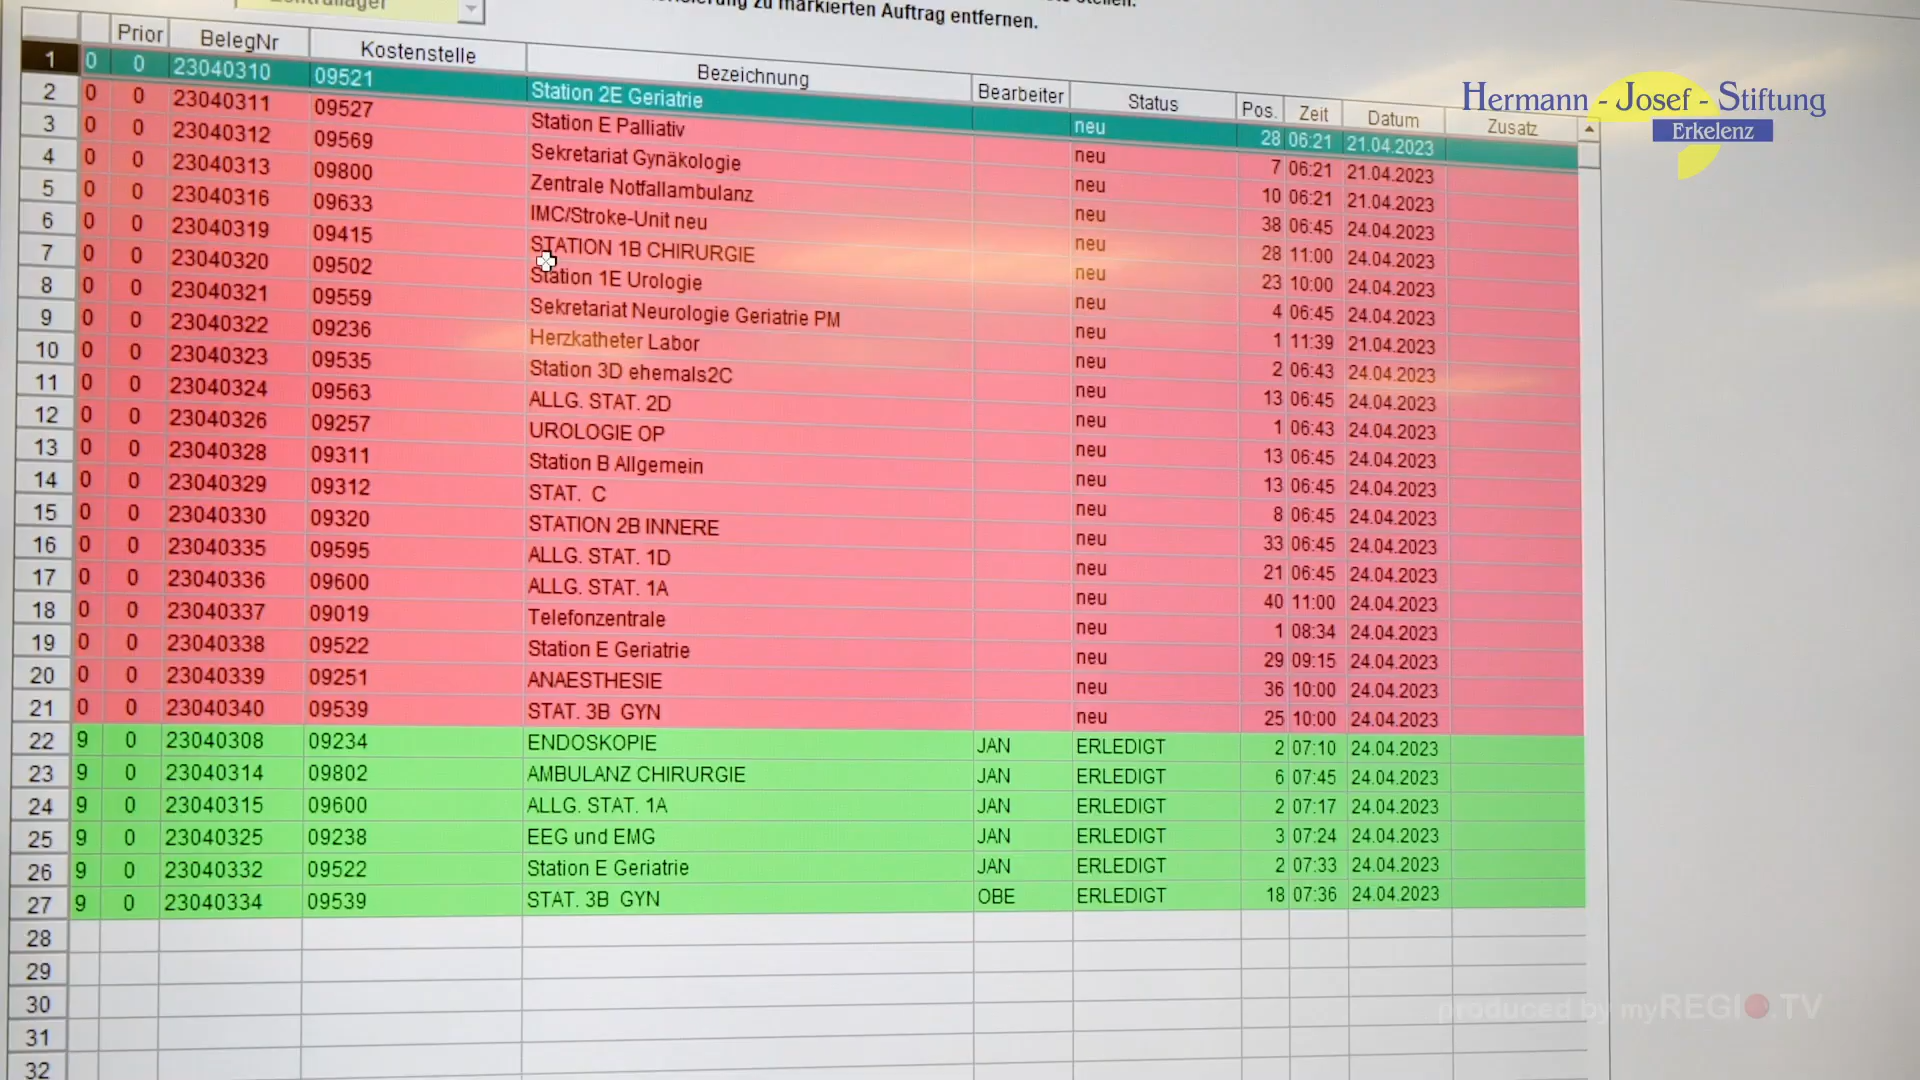 Zentrallager
zu markierten Auftrag entfernen.
Prior BelegNr Kostenstelle Bezeichnung Bearbeiter Status Pos. Zeit Datum Zusatz
1 0 0 23040310 09521 Station 2E Geriatrie neu 28 06:21 21.04.2023
2 0 0 23040311 09527 Station E Palliativ neu 7 06:21 21.04.2023
3 0 0 23040312 09569 Sekretariat Gynäkologie neu 10 06:21 21.04.2023
4 0 0 23040313 09800 Zentrale Notfallambulanz neu 38 06:45 24.04.2023
5 0 0 23040316 09633 IMC/Stroke-Unit neu neu 28 11:00 24.04.2023
6 0 0 23040319 09415 STATION 1B CHIRURGIE neu 23 10:00 24.04.2023
7 0 0 23040320 09502 Station 1E Urologie neu 4 06:45 24.04.2023
8 0 0 23040321 09559 Sekretariat Neurologie Geriatrie PM neu 1 11:39 21.04.2023
9 0 0 23040322 09236 Herzkatheter Labor neu 2 06:43 24.04.2023
10 0 0 23040323 09535 Station 3D ehemals2C neu 13 06:45 24.04.2023
11 0 0 23040324 09563 ALLG. STAT. 2D neu 1 06:43 24.04.2023
12 0 0 23040326 09257 UROLOGIE OP neu 13 06:45 24.04.2023
13 0 0 23040328 09311 Station B Allgemein neu 13 06:45 24.04.2023
14 0 0 23040329 09312 STAT. C neu 8 06:45 24.04.2023
15 0 0 23040330 09320 STATION 2B INNERE neu 33 06:45 24.04.2023
16 0 0 23040335 09595 ALLG. STAT. 1D neu 21 06:45 24.04.2023
17 0 0 23040336 09600 ALLG. STAT. 1A neu 40 11:00 24.04.2023
18 0 0 23040337 09019 Telefonzentrale neu 1 08:34 24.04.2023
19 0 0 23040338 09522 Station E Geriatrie neu 29 09:15 24.04.2023
20 0 0 23040339 09251 ANAESTHESIE neu 36 10:00 24.04.2023
21 0 0 23040340 09539 STAT. 3B GYN neu 25 10:00 24.04.2023
22 9 0 23040308 09234 ENDOSKOPIE JAN ERLEDIGT 2 07:10 24.04.2023
23 9 0 23040314 09802 AMBULANZ CHIRURGIE JAN ERLEDIGT 6 07:45 24.04.2023
24 9 0 23040315 09600 ALLG. STAT. 1A JAN ERLEDIGT 2 07:17 24.04.2023
25 9 0 23040325 09238 EEG und EMG JAN ERLEDIGT 3 07:24 24.04.2023
26 9 0 23040332 09522 Station E Geriatrie JAN ERLEDIGT 2 07:33 24.04.2023
27 9 0 23040334 09539 STAT. 3B GYN OBE ERLEDIGT 18 07:36 24.04.2023
28
29
30
31
32
Hermann - Josef - Stiftung
Erkelenz
produced by myREGIO.TV